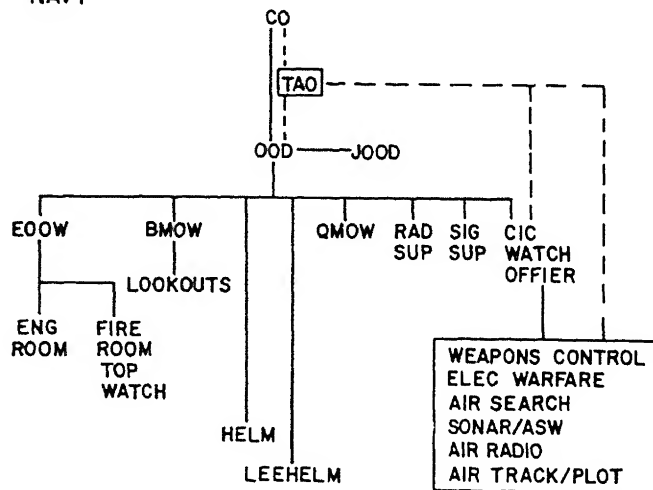 NAVY
CO
TAO
OOD JOOD
EOOW BMOW QMOW RAD SUP SIG SUP CIC WATCH OFFIER
LOOKOUTS
ENG ROOM
FIRE ROOM TOP WATCH
HELM
LEEHELM
WEAPONS CONTROL
ELEC WARFARE
AIR SEARCH
SONAR/ASW
AIR RADIO
AIR TRACK/PLOT